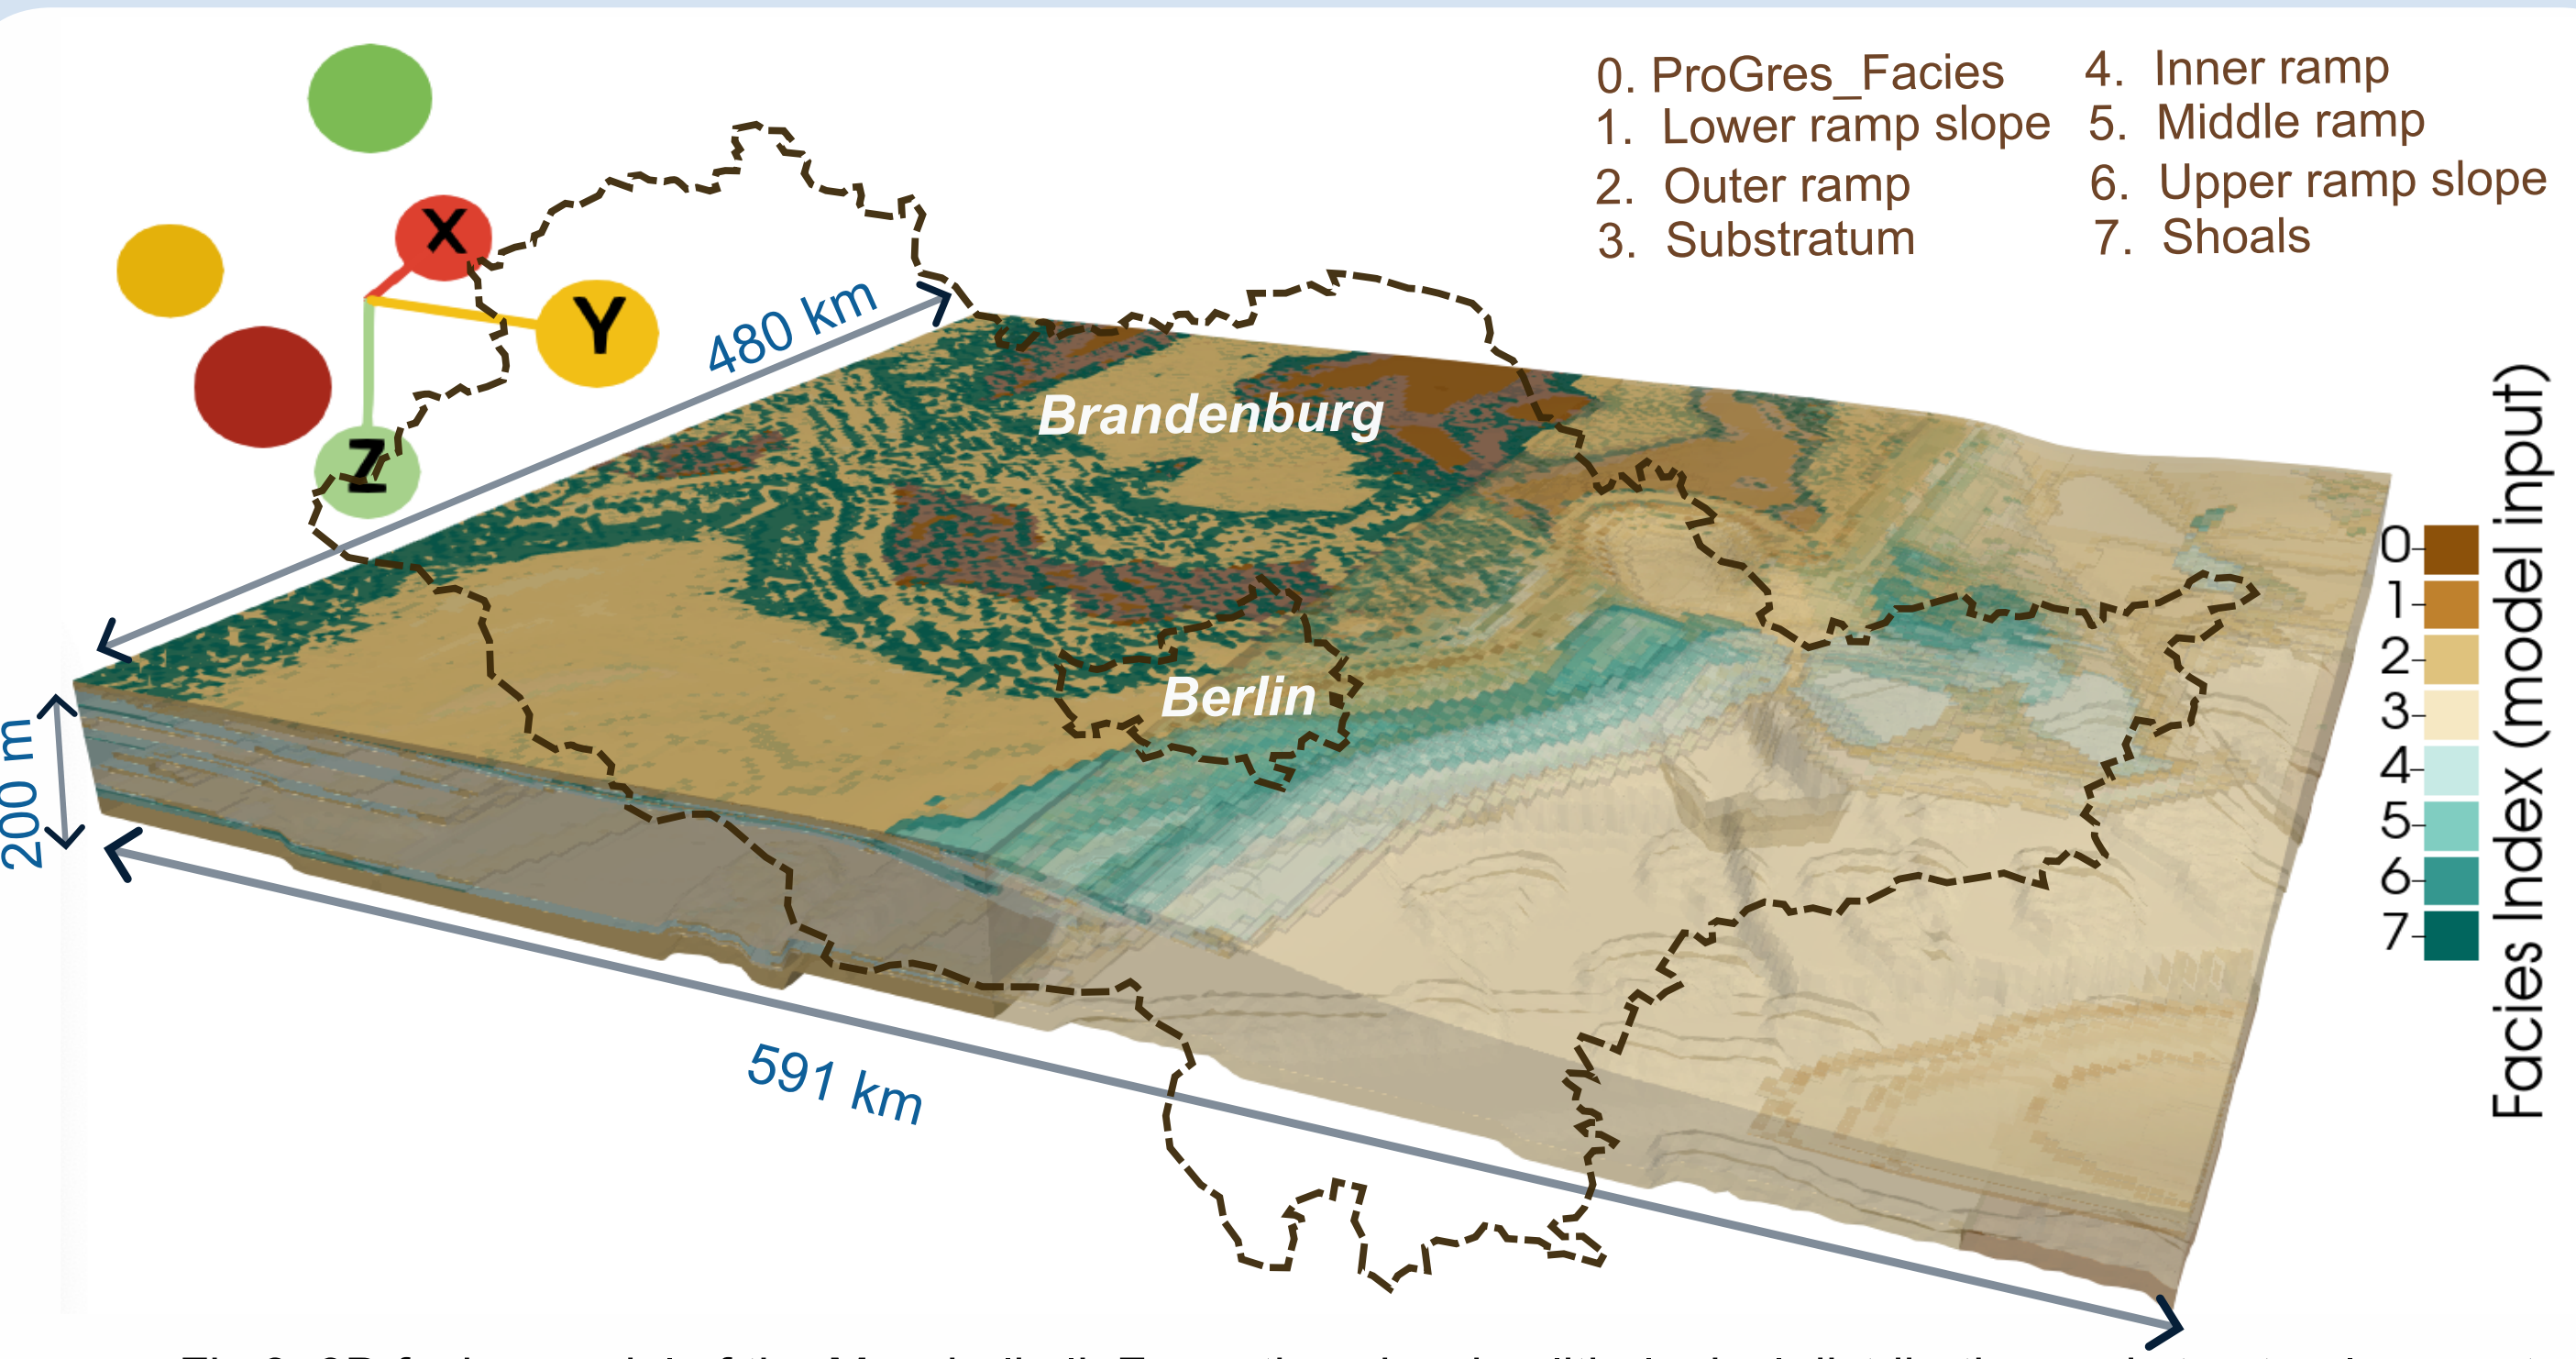 0. ProGres_Facies
1. Lower ramp slope
2. Outer ramp
3. Substratum
4. Inner ramp
5. Middle ramp
6. Upper ramp slope
7. Shoals
X
Y
Z
480 km
Brandenburg
Berlin
200 m
591 km
0
1
2
3
4
5
6
7
Facies Index (model input)